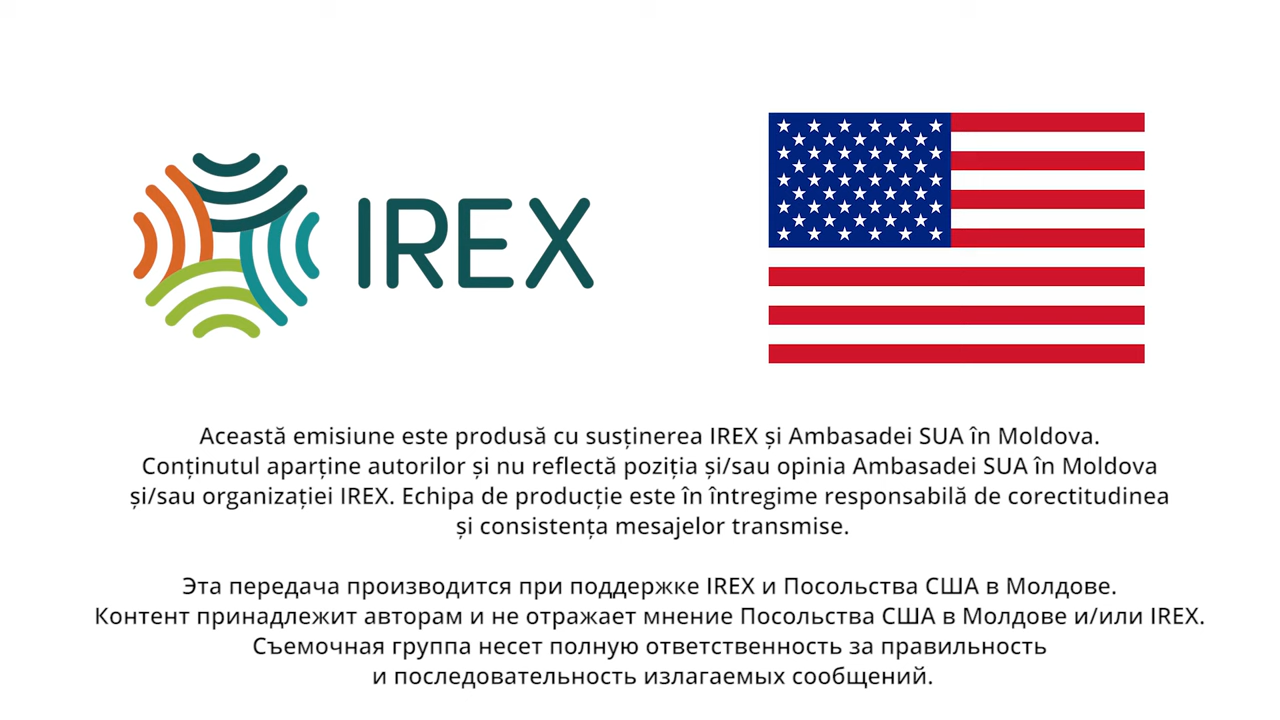 IREX
Această emisiune este produsă cu susținerea IREX și Ambasadei SUA în Moldova.
Conținutul aparține autorilor și nu reflectă poziția și/sau opinia Ambasadei SUA în Moldova
și/sau organizației IREX. Echipa de producție este în întregime responsabilă de corectitudinea
și consistența mesajelor transmise.
Эта передача производится при поддержке IREX и Посольства США в Молдове.
Контент принадлежит авторам и не отражает мнение Посольства США в Молдове и/или IREX.
Съемочная группа несет полную ответственность за правильность
и последовательность излагаемых сообщений.